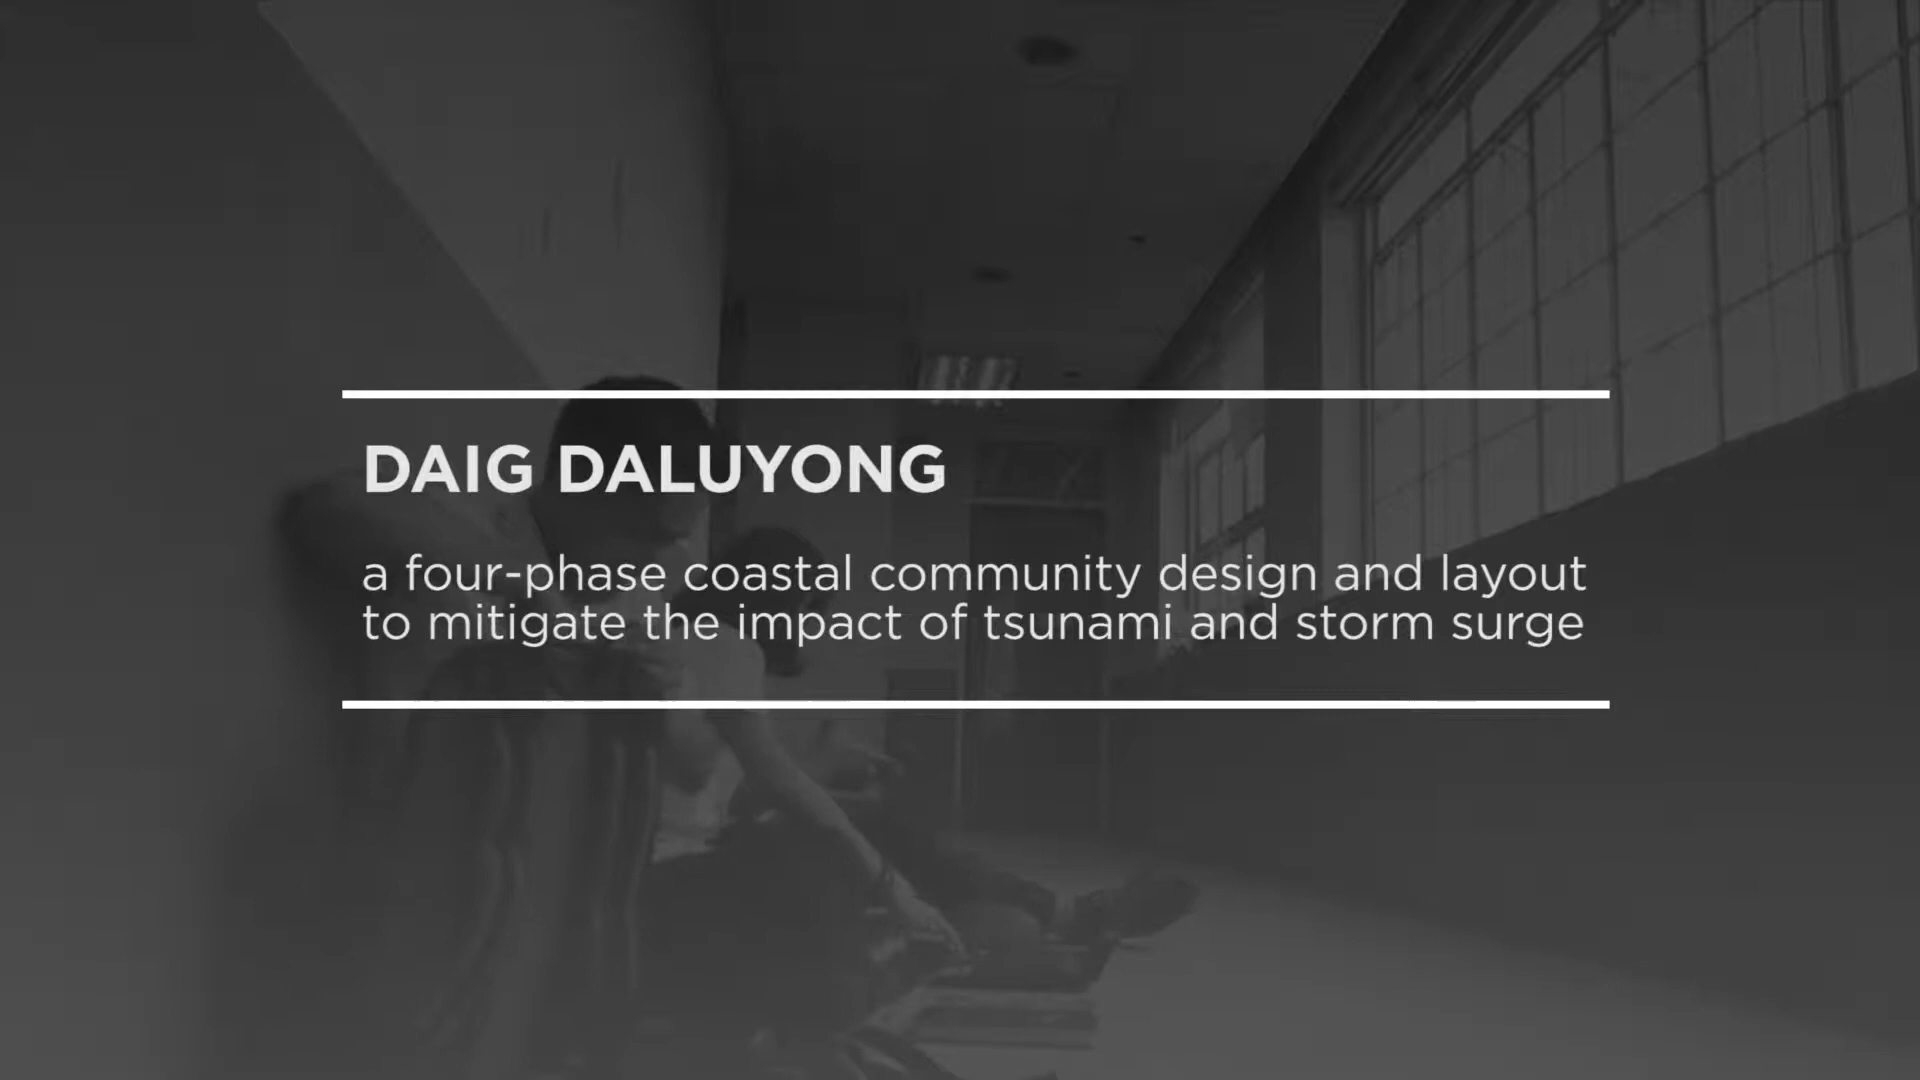 DAIG DALUYONG
a four-phase coastal community design and layout
to mitigate the impact of tsunami and storm surge